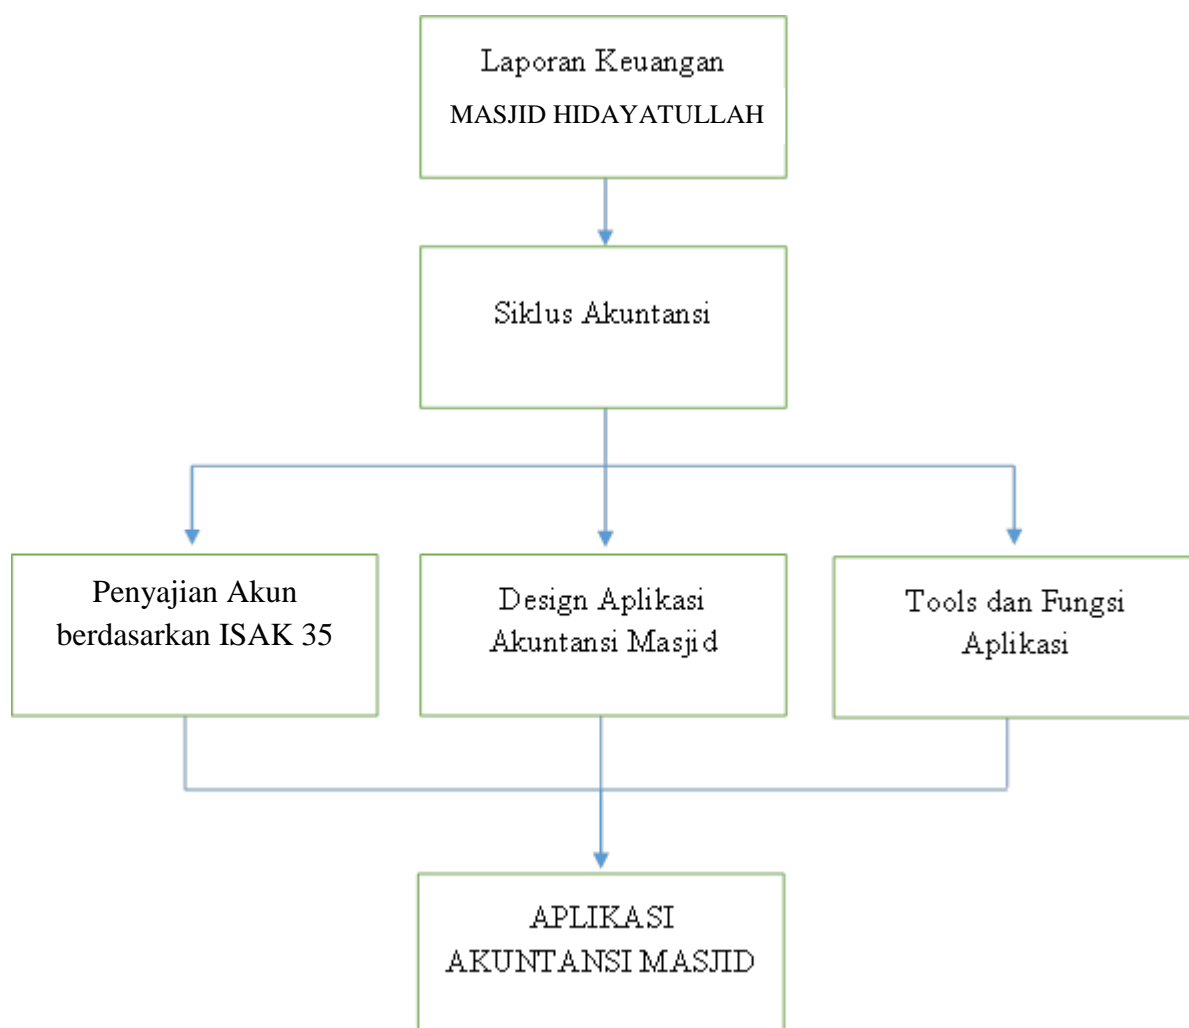 Laporan Keuangan
MASJID HIDAYATULLAH
Siklus Akuntansi
Penyajian Akun
berdasarkan ISAK 35
Design Aplikasi
Akuntansi Masjid
Tools dan Fungsi
Aplikasi
APLIKASI
AKUNTANSI MASJID